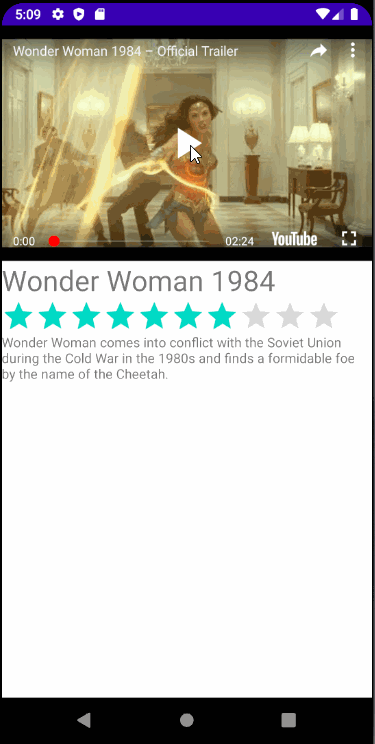 5:09
Wonder Woman 1984 – Official Trailer
0:00
02:24
YouTube
Wonder Woman 1984
Wonder Woman comes into conflict with the Soviet Union
during the Cold War in the 1980s and finds a formidable foe
by the name of the Cheetah.